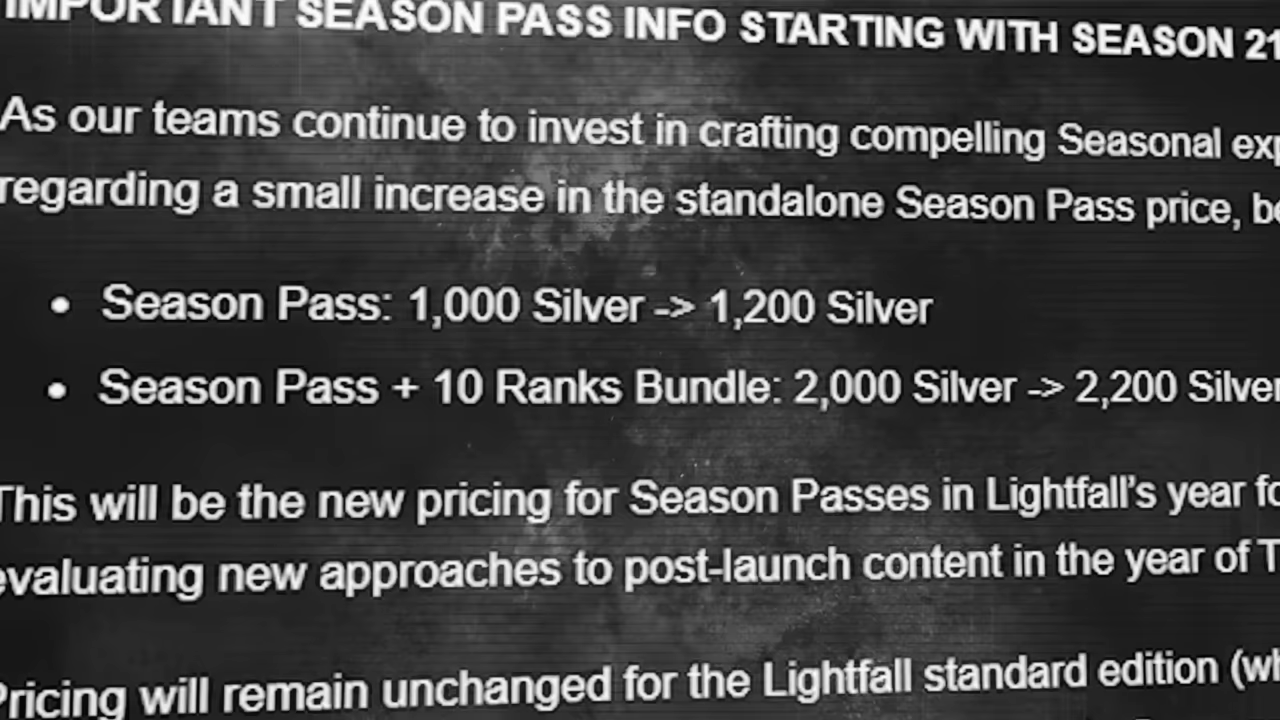 IMPORTANT SEASON PASS INFO STARTING WITH SEASON 21
As our teams continue to invest in crafting compelling Seasonal
regarding a small increase in the standalone Season Pass price,
• Season Pass: 1,000 Silver -> 1,200 Silver
• Season Pass + 10 Ranks Bundle: 2,000 Silver -> 2,200 Silver
This will be the new pricing for Season Passes in Lightfall's year
evaluating new approaches to post-launch content in the year of
Pricing will remain unchanged for the Lightfall standard edition